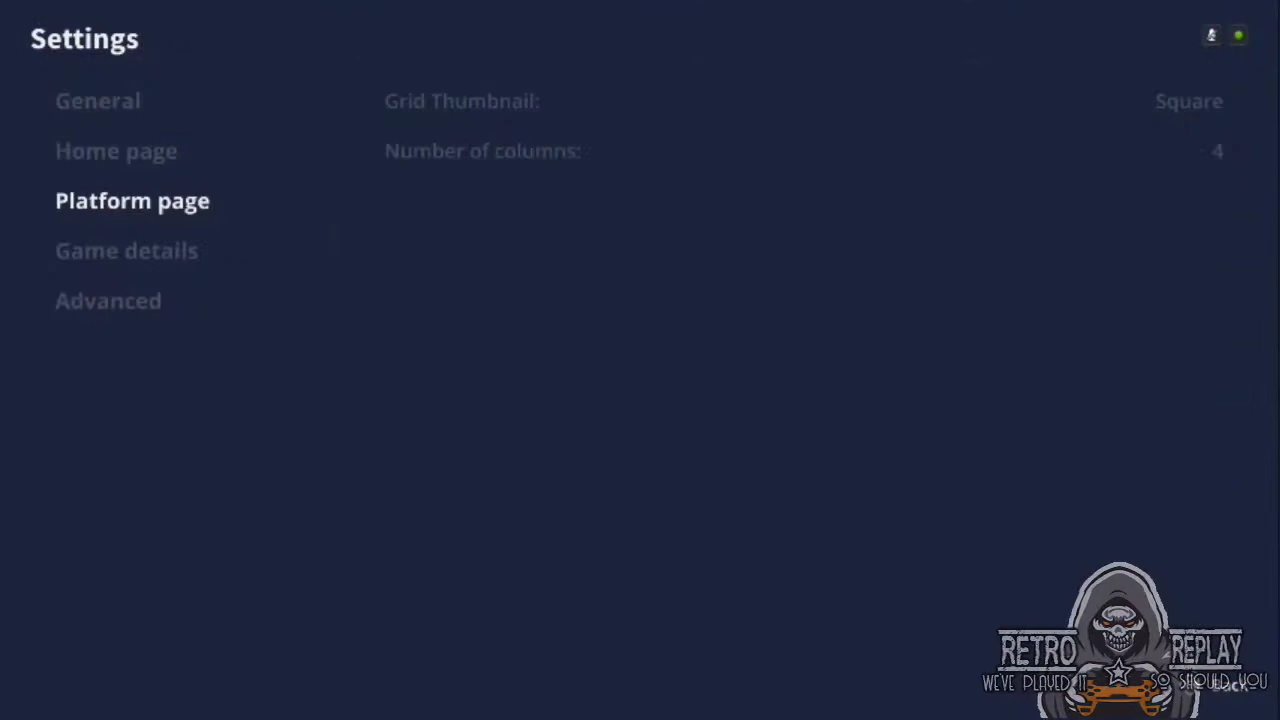 Settings
General
Home page
Platform page
Game details
Advanced
Grid Thumbnail: Square
Number of columns: 4
RETRO REPLAY
WE'VE PLAYED IT SO SHOULD YOU
Back